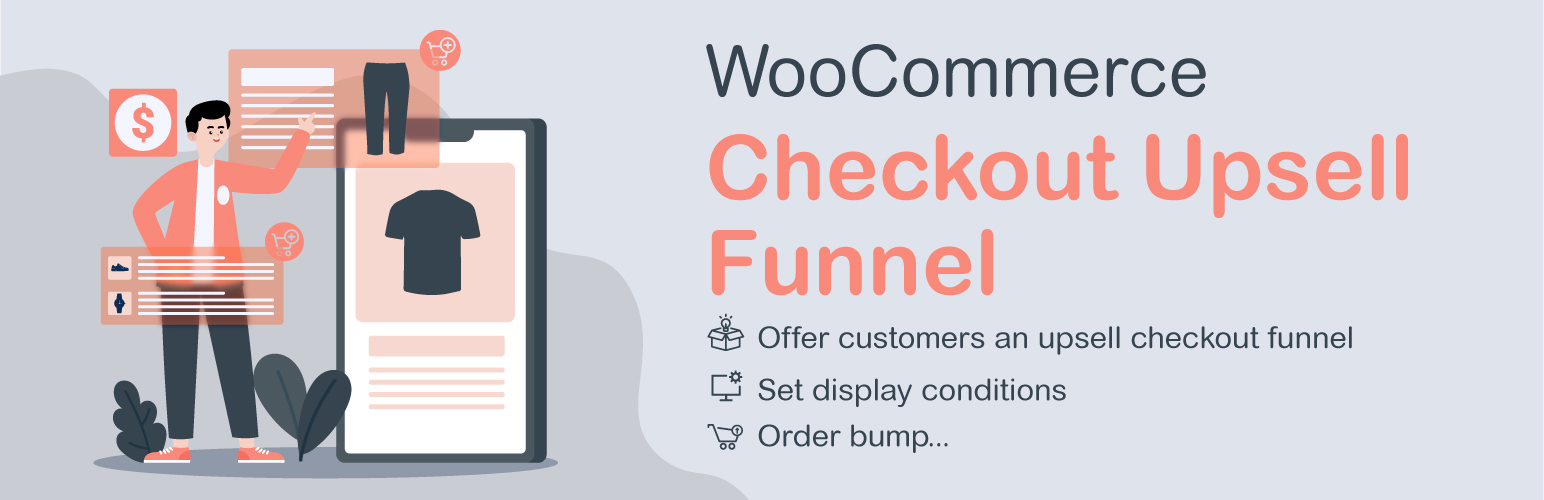 $
WooCommerce
Checkout Upsell
Funnel
Offer customers an upsell checkout funnel
Set display conditions
Order bump...